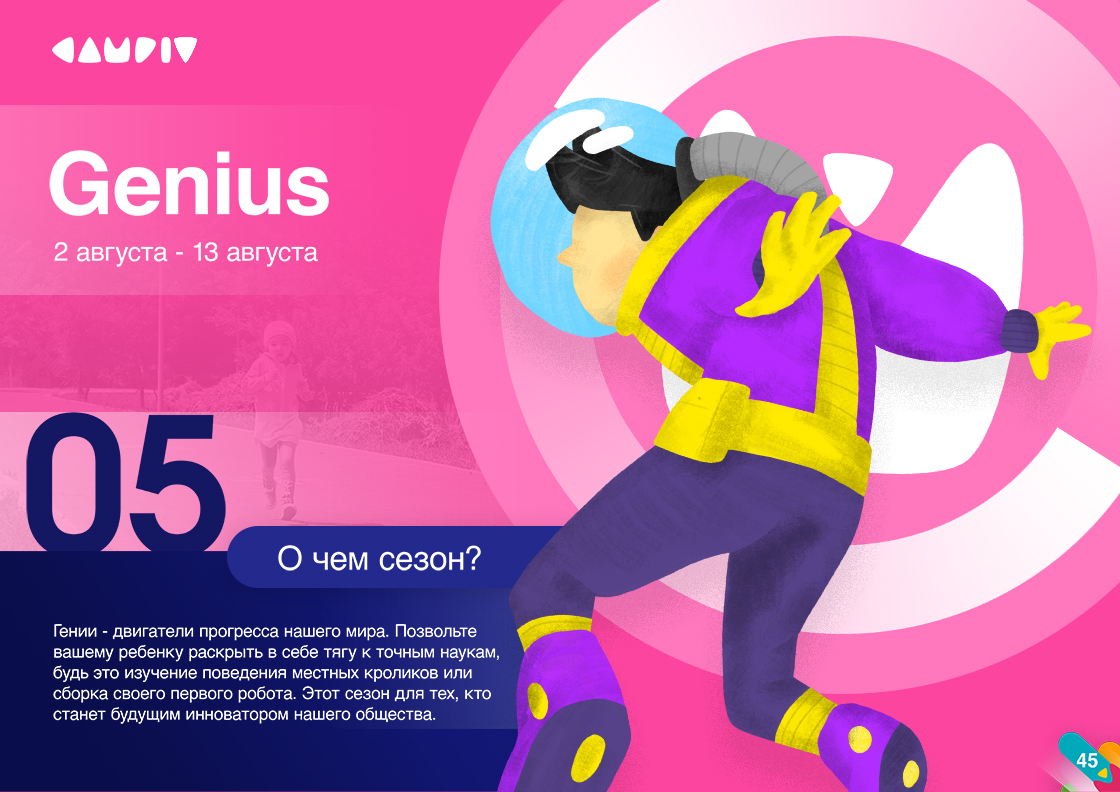 CAMPIT
Genius
2 августа - 13 августа
05
О чем сезон?
Гении - двигатели прогресса нашего мира. Позвольте
вашему ребенку раскрыть в себе тягу к точным наукам,
будь это изучение поведения местных кроликов или
сборка своего первого робота. Этот сезон для тех, кто
станет будущим инноватором нашего общества.
45